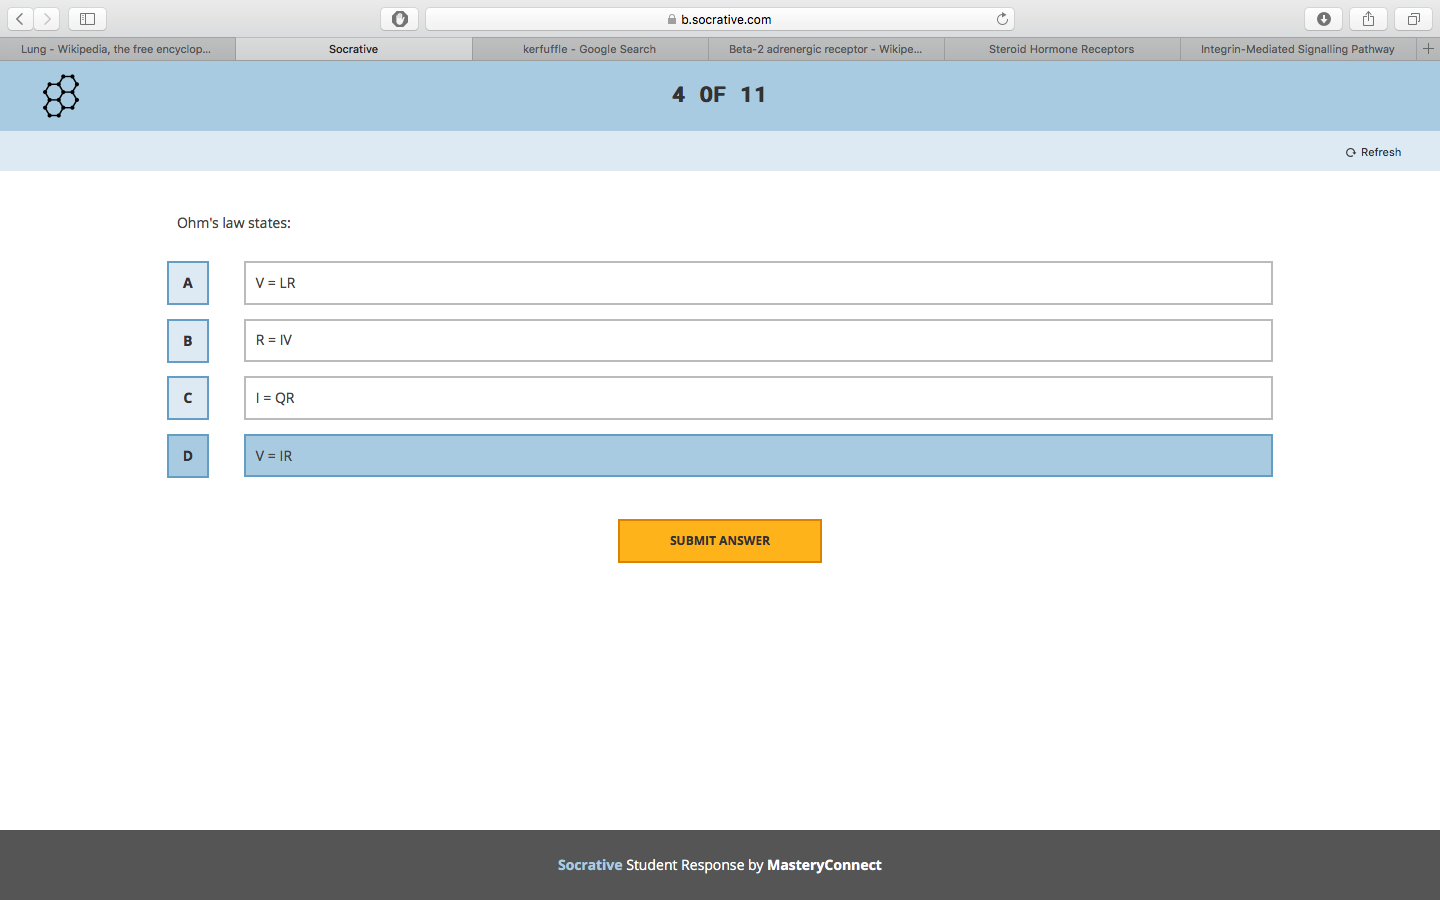 b.socrative.com
Lung - Wikipedia, the free encyclop...
Socrative
kerfuffle - Google Search
Beta-2 adrenergic receptor - Wikipe...
Steroid Hormone Receptors
Integrin-Mediated Signalling Pathway
4 OF 11
Refresh
Ohm's law states:
A V = LR
B R = IV
C I = QR
D V = IR
SUBMIT ANSWER
Socrative Student Response by MasteryConnect